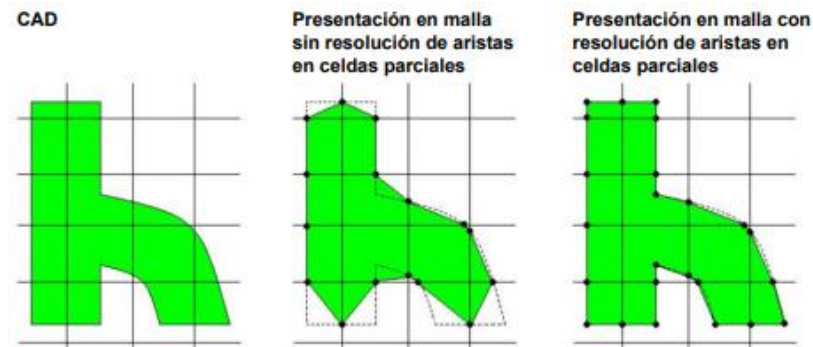 CAD
Presentación en malla
sin resolución de aristas
en celdas parciales
Presentación en malla con
resolución de aristas en
celdas parciales